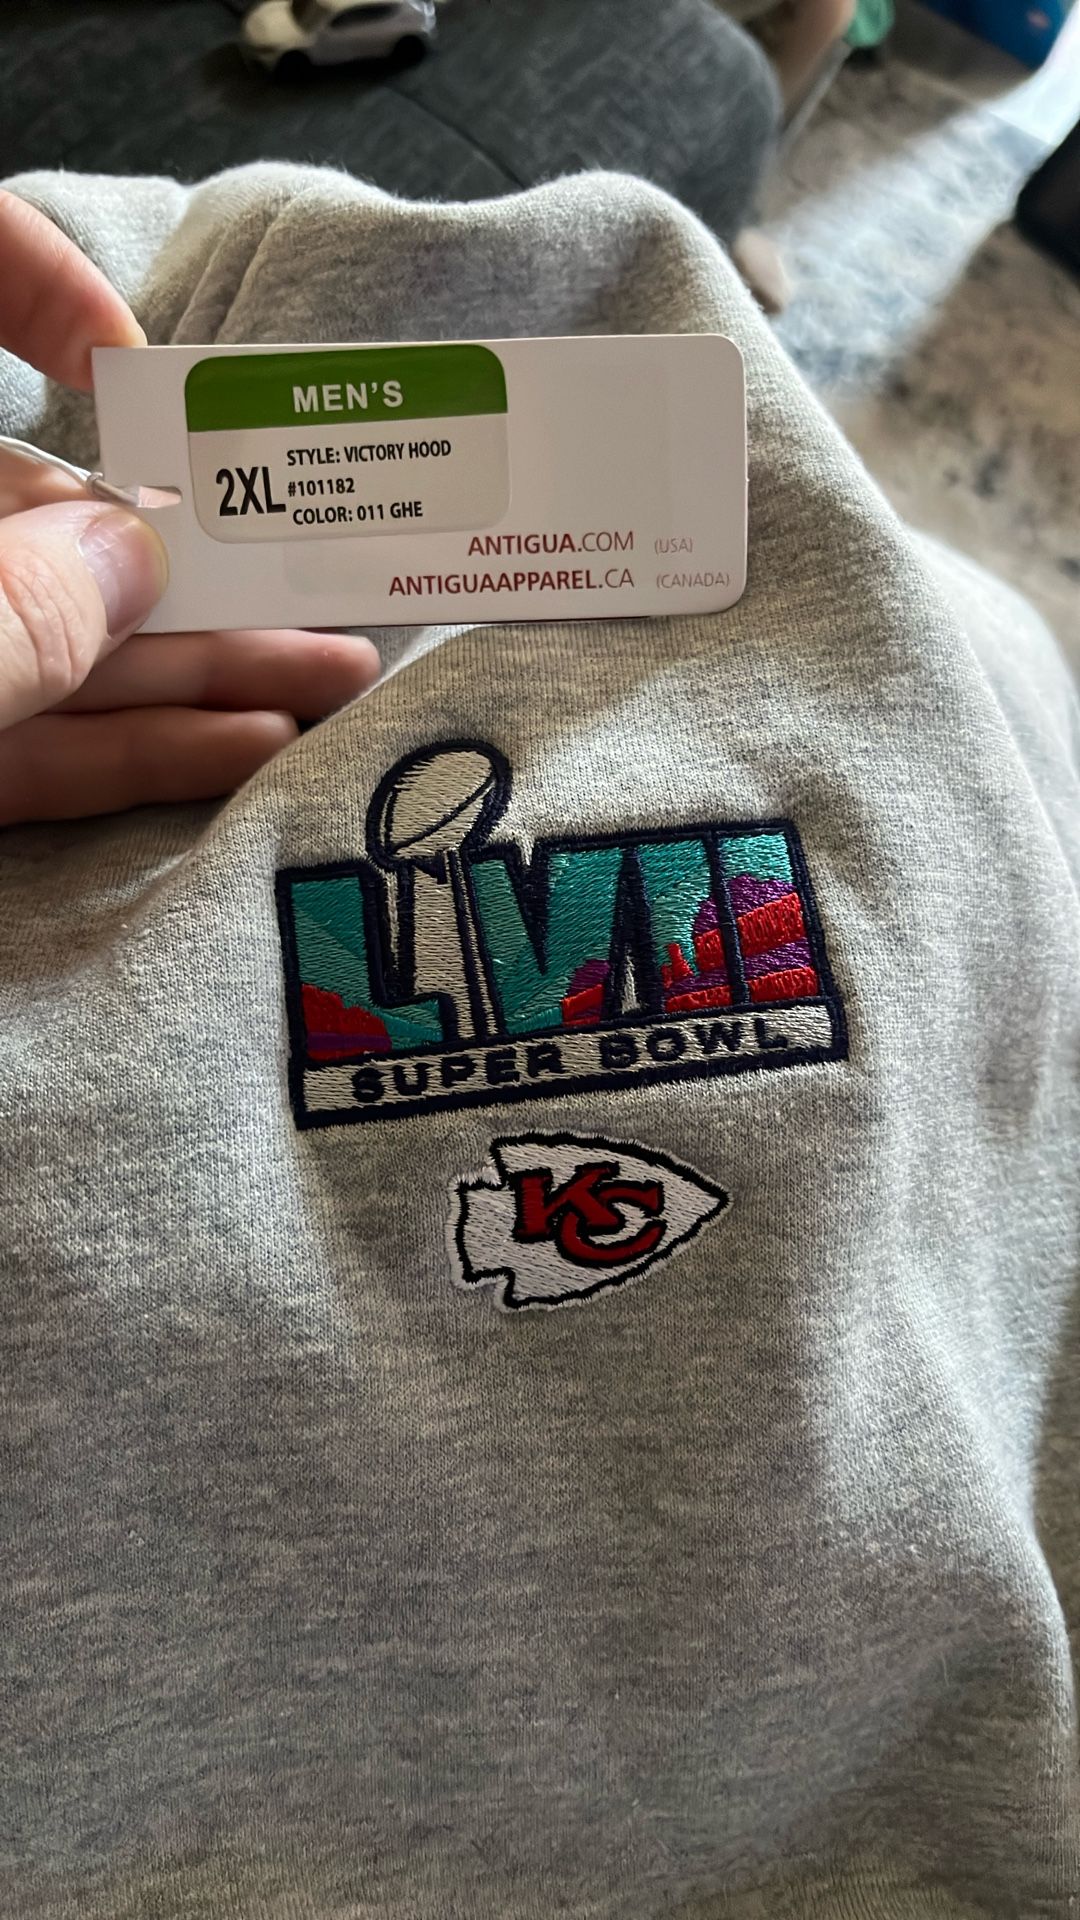 MEN'S
2XL
STYLE: VICTORY HOOD
#101182
COLOR: 011 GHE
ANTIGUA.COM (USA)
ANTIGUAAPPAREL.CA (CANADA)
LVII
SUPER BOWL
KC